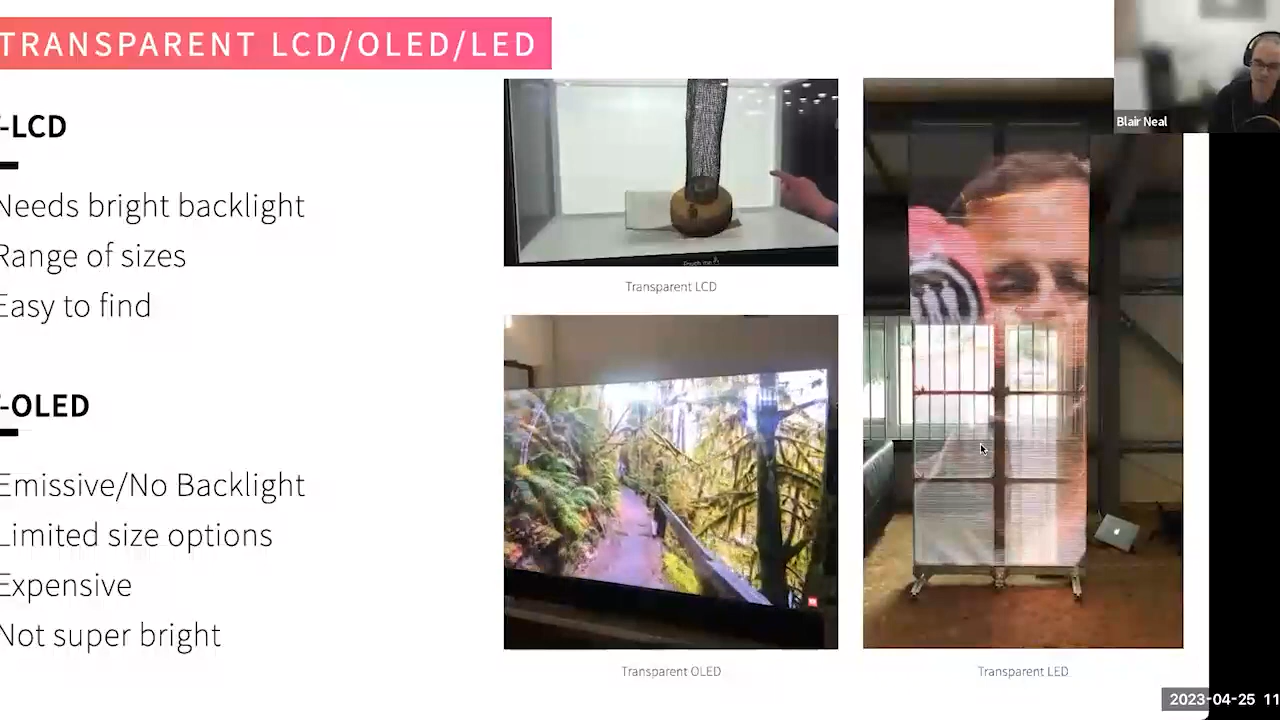 TRANSPARENT LCD/OLED/LED
-LCD
Needs bright backlight
Range of sizes
Easy to find
-OLED
Emissive/No Backlight
Limited size options
Expensive
Not super bright
Transparent LCD
Transparent OLED
Transparent LED
Blair Neal
2023-04-25 11